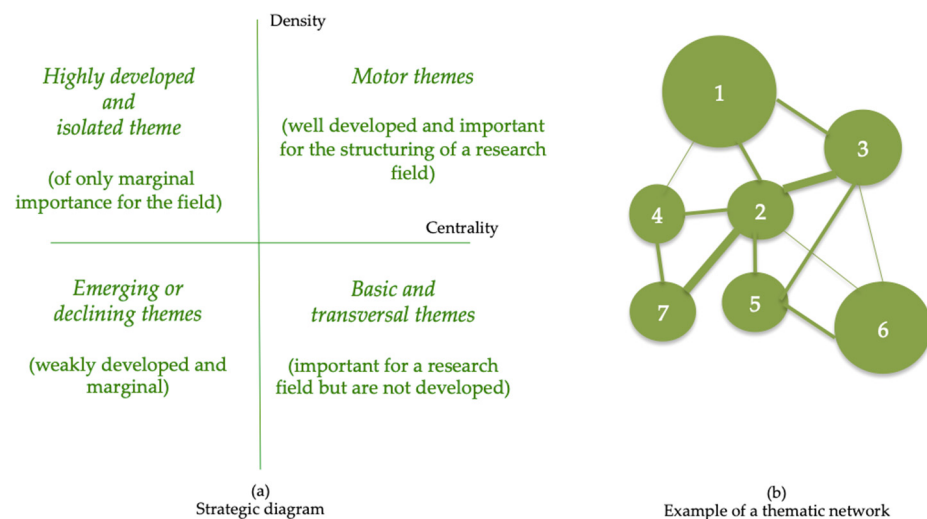 Density
Highly developed
and
isolated theme
(of only marginal
importance for the field)
Motor themes
(well developed and important
for the structuring of a research
field)
Centrality
Emerging or
declining themes
(weakly developed and
marginal)
Basic and
transversal themes
(important for a research
field but are not developed)
(a)
Strategic diagram
1
3
4
2
7
5
6
(b)
Example of a thematic network